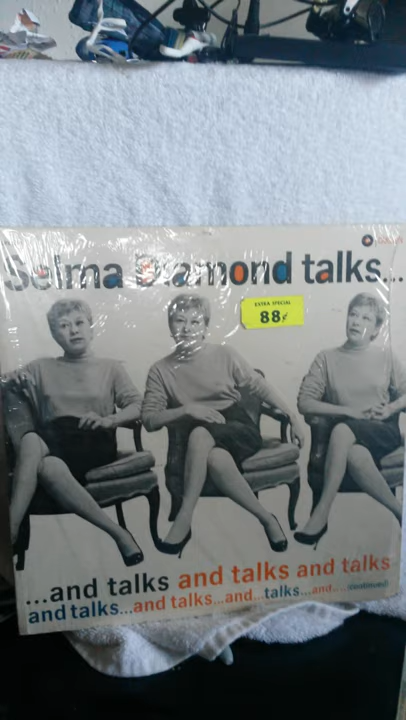 Selma Diamond talks...
EXTRA SPECIAL
88¢
...and talks and talks and talks
and talks...and talks...and...talks...and.....(continued)